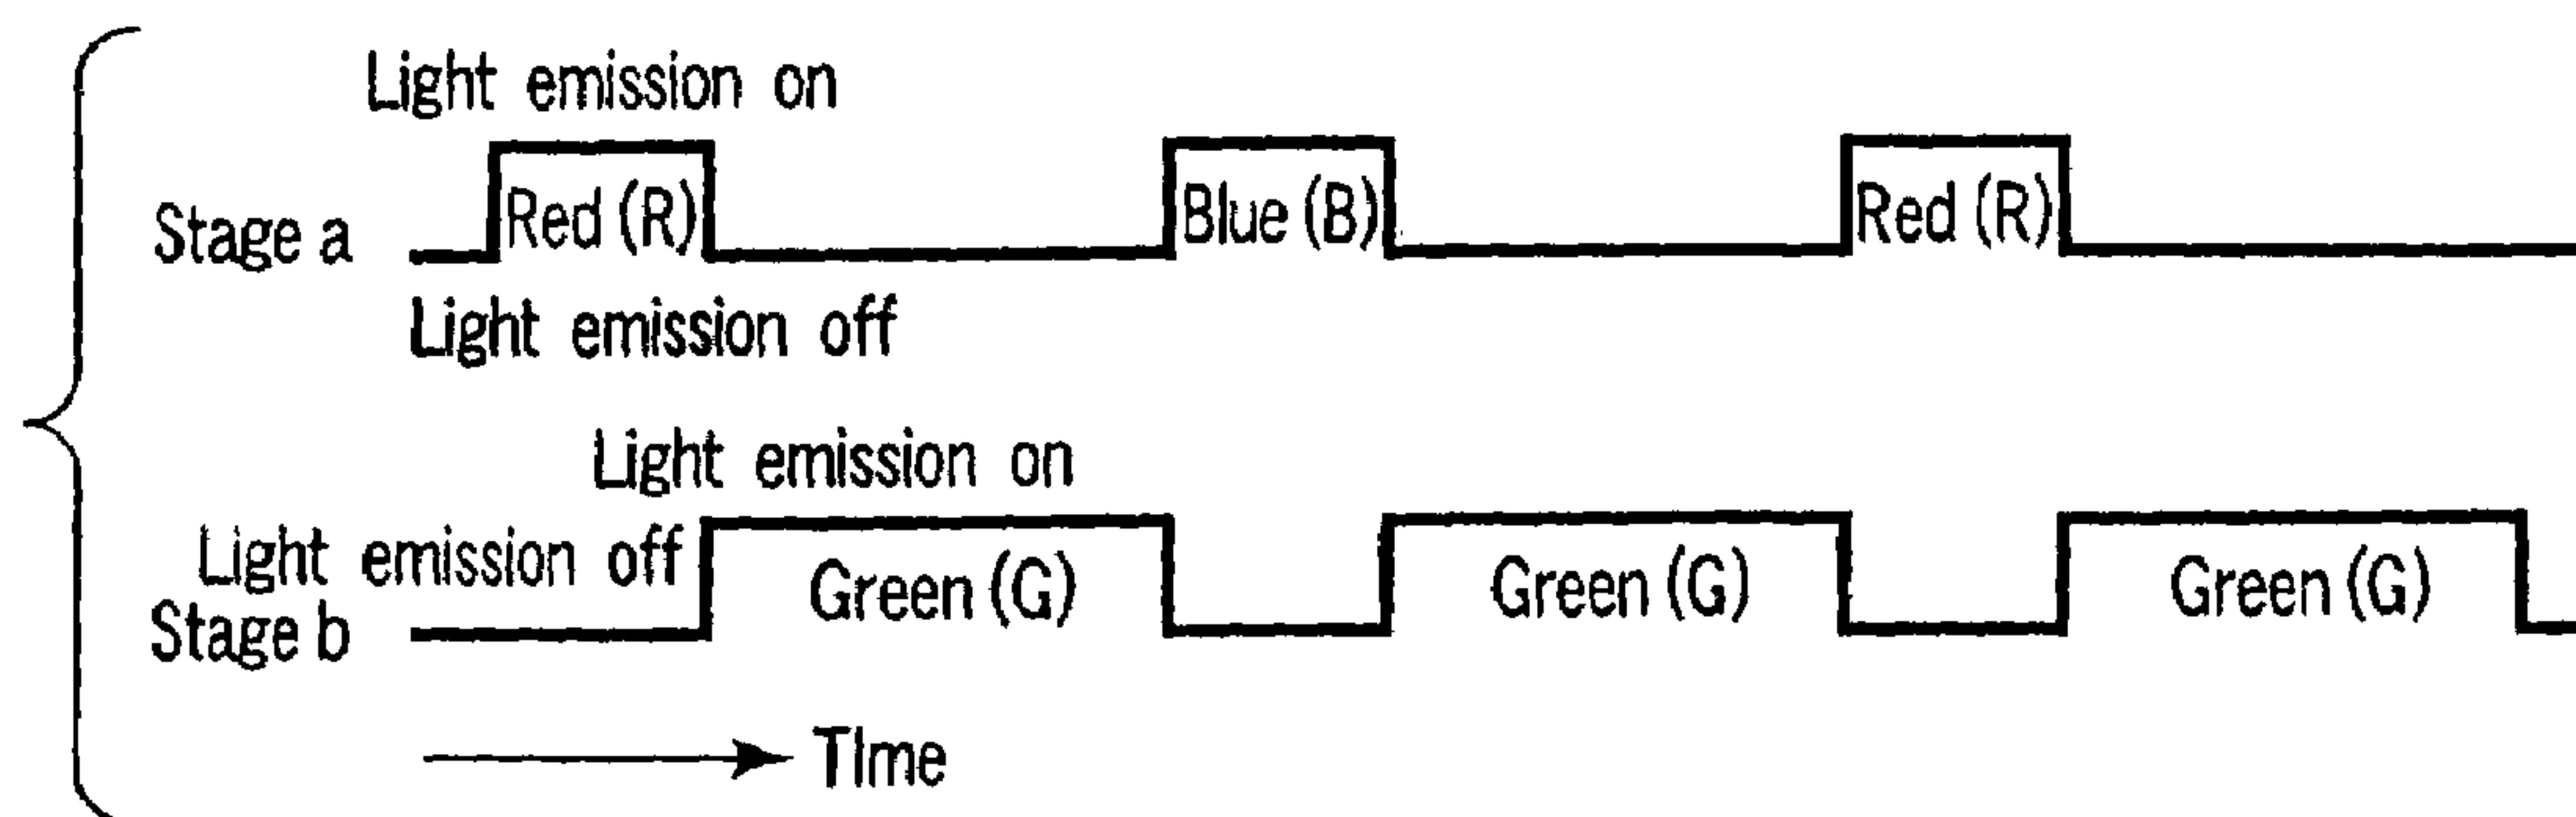 Light emission on
Stage a
Red (R)
Blue (B)
Red (R)
Light emission off
Light emission on
Light emission off
Stage b
Green (G)
Green (G)
Green (G)
TIme